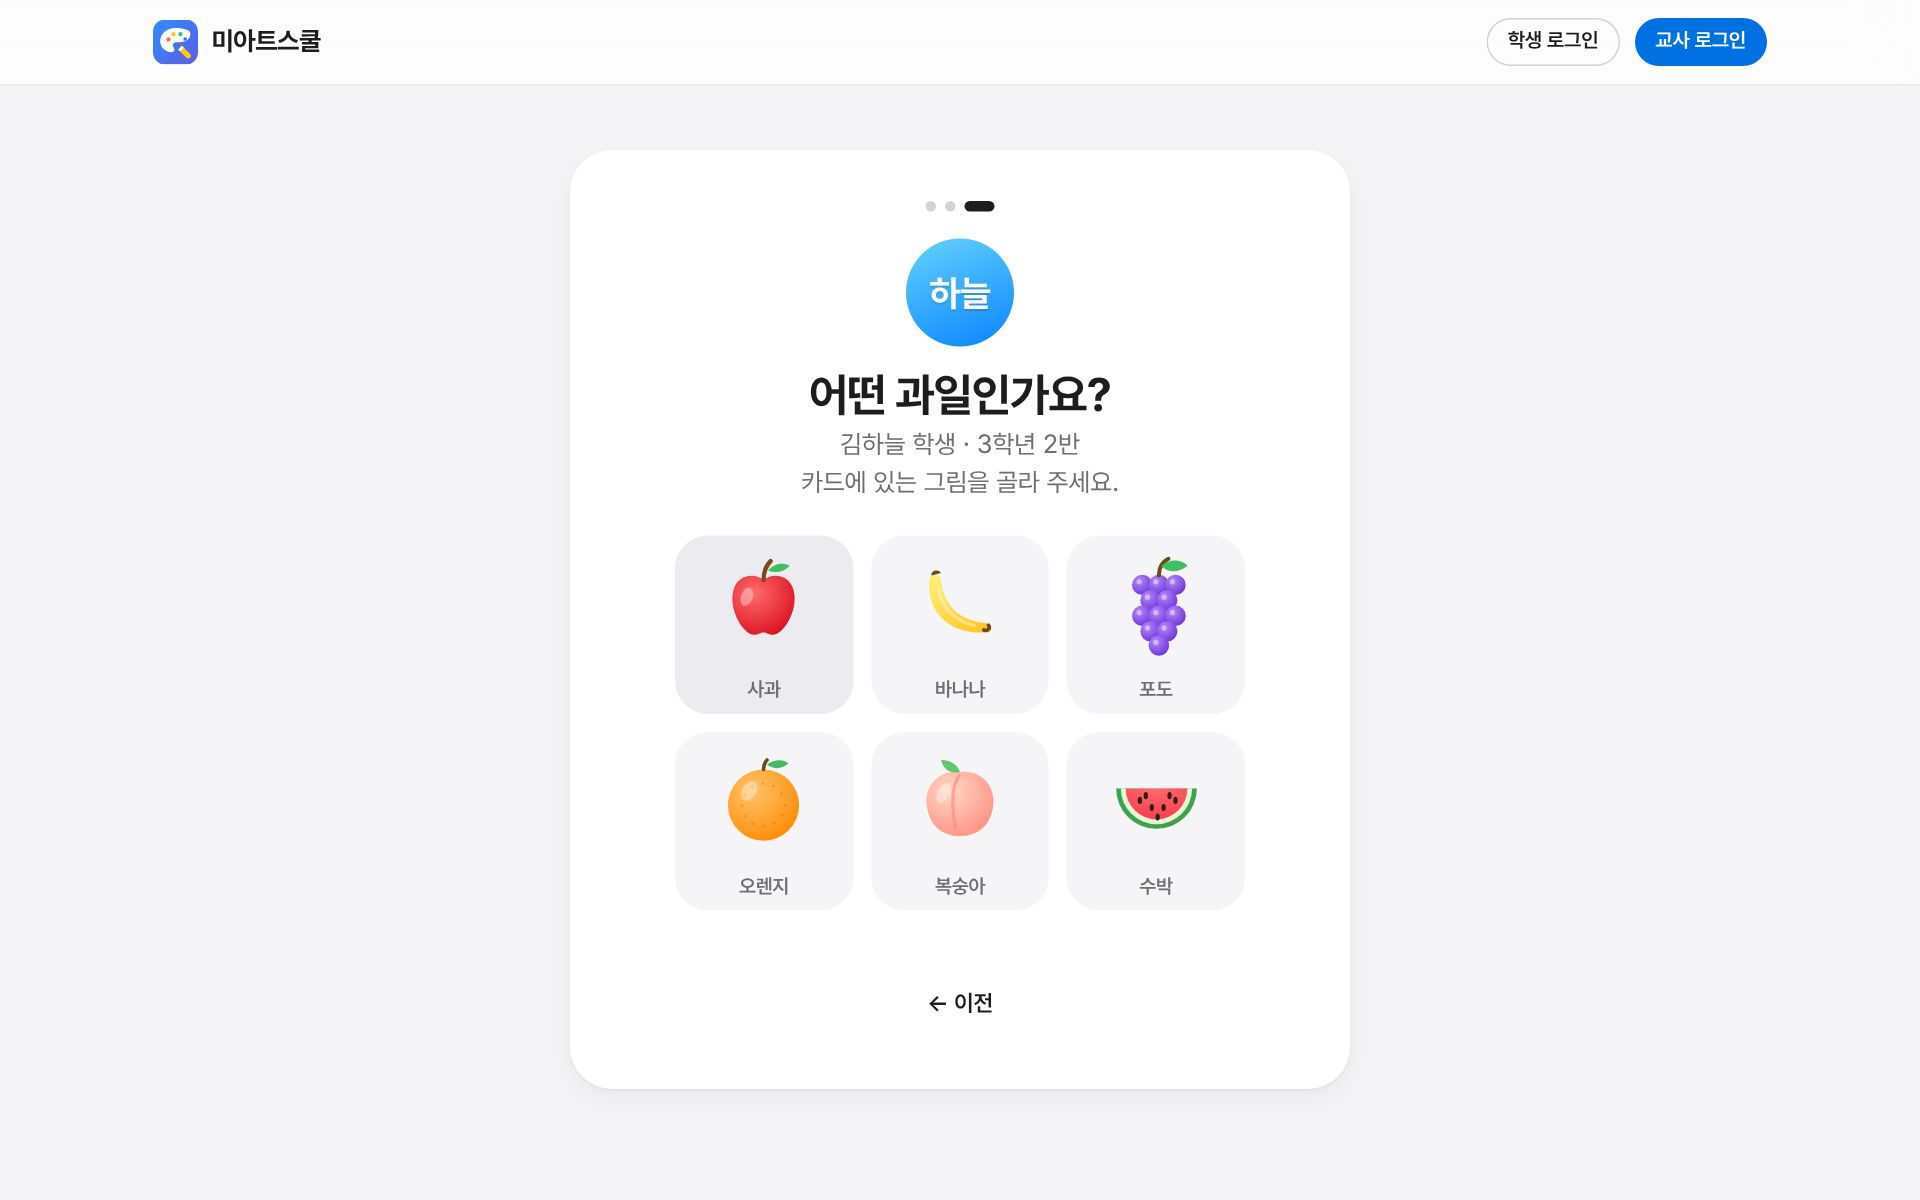 미아트스쿨
학생 로그인
교사 로그인
하늘
어떤 과일인가요?
김하늘 학생 · 3학년 2반
카드에 있는 그림을 골라 주세요.
사과
바나나
포도
오렌지
복숭아
수박
← 이전